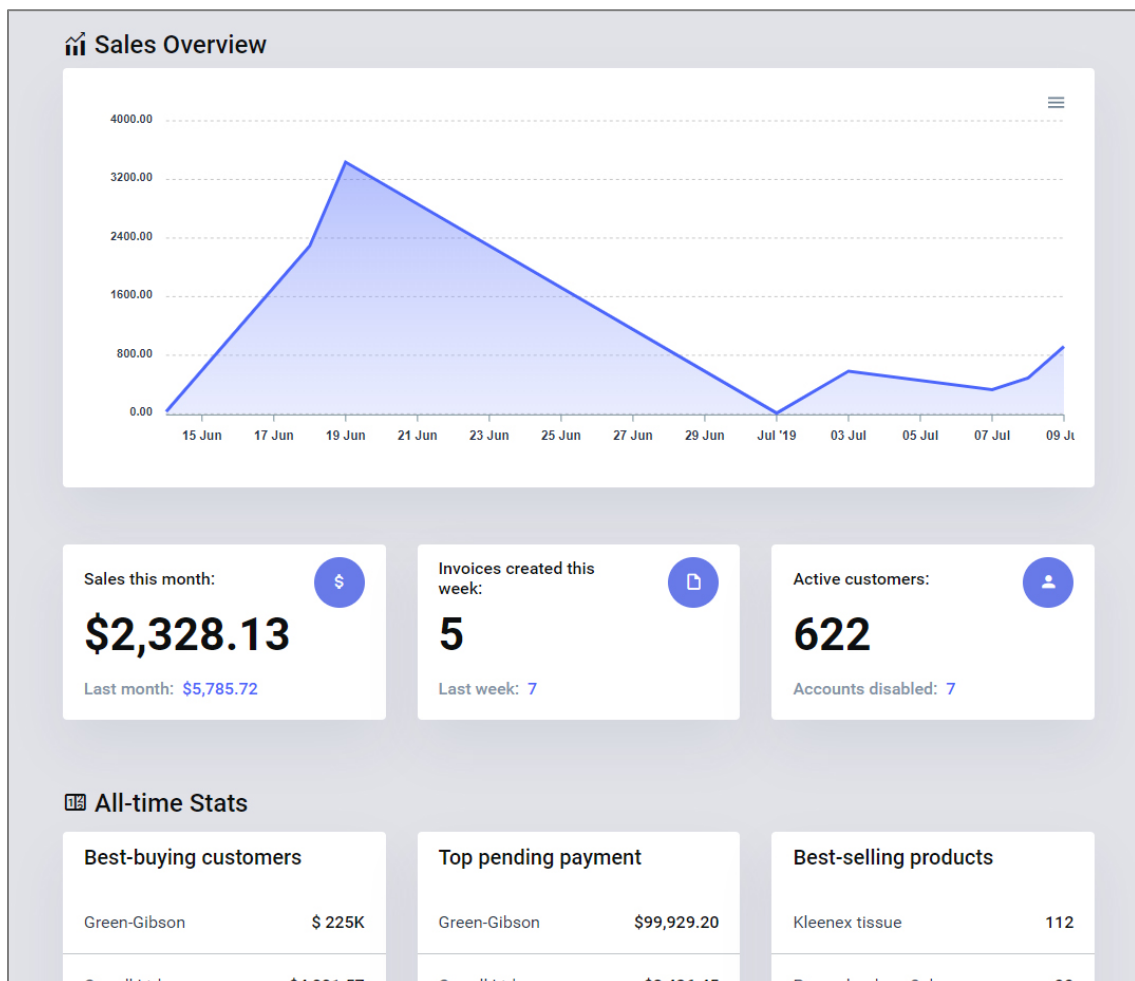 Sales Overview
4000.00
3200.00
2400.00
1600.00
800.00
0.00
15 Jun 17 Jun 19 Jun 21 Jun 23 Jun 25 Jun 27 Jun 29 Jun Jul '19 03 Jul 05 Jul 07 Jul 09
Sales this month:
$
$2,328.13
Last month: $5,785.72
Invoices created this
week:
5
Last week: 7
Active customers:
622
Accounts disabled: 7
All-time Stats
Best-buying customers
Green-Gibson $ 225K
Top pending payment
Green-Gibson $99,929.20
Best-selling products
Kleenex tissue 112